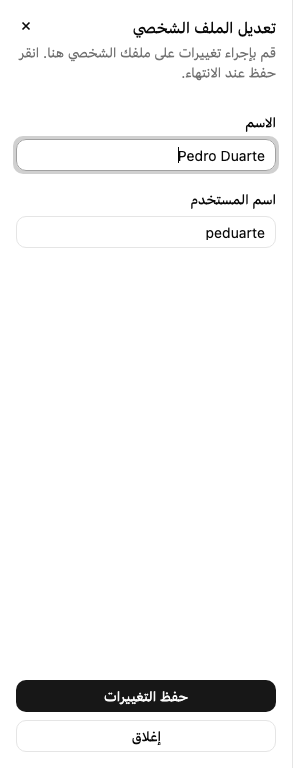 تعديل الملف الشخصي
قم بإجراء تغييرات على ملفك الشخصي هنا. انقر
حفظ عند الانتهاء.
الاسم
Pedro Duarte
اسم المستخدم
peduarte
حفظ التغييرات
إغلاق